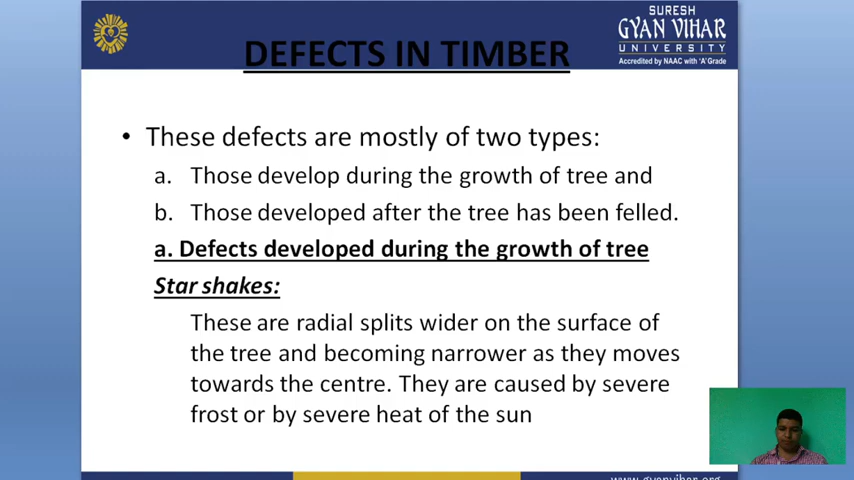 SURESH
GYAN VIHAR
UNIVERSITY
Accredited by NAAC with 'A' Grade
DEFECTS IN TIMBER
• These defects are mostly of two types:
a. Those develop during the growth of tree and
b. Those developed after the tree has been felled.
a. Defects developed during the growth of tree
Star shakes:
These are radial splits wider on the surface of
the tree and becoming narrower as they moves
towards the centre. They are caused by severe
frost or by severe heat of the sun
www.gyanvihar.org